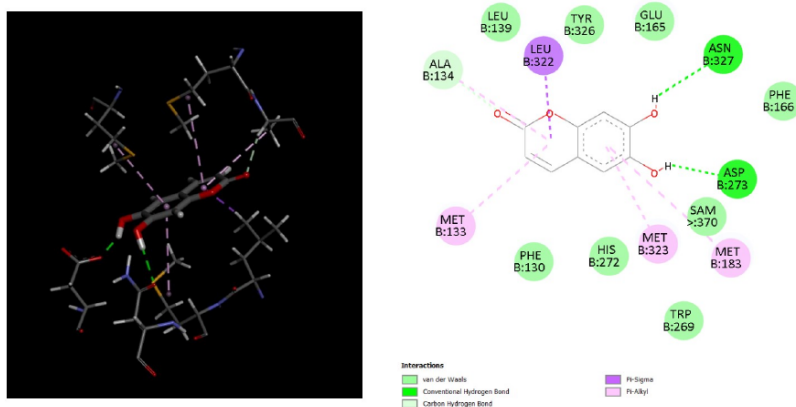 LEU
B:139
TYR
B:326
GLU
B:165
ASN
B:327
LEU
B:322
ALA
B:134
PHE
B:166
O
O
H
O
H
O
ASP
B:273
SAM
>:370
MET
B:133
PHE
B:130
HIS
B:272
MET
B:323
MET
B:183
TRP
B:269
Interactions
van der Waals
Conventional Hydrogen Bond
Carbon Hydrogen Bond
Pi-Sigma
Pi-Alkyl